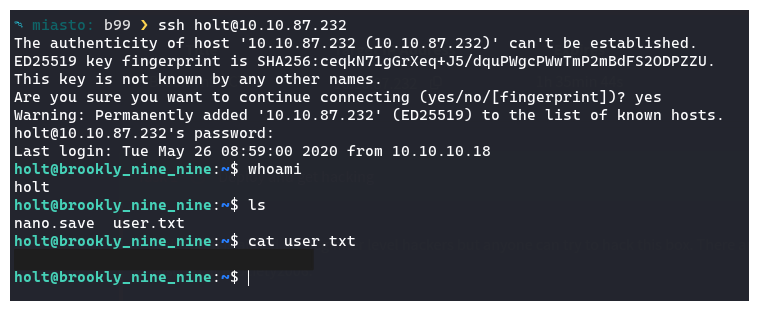 miasto: b99 ❯ ssh holt@10.10.87.232
The authenticity of host '10.10.87.232 (10.10.87.232)' can't be established.
ED25519 key fingerprint is SHA256:ceqkN71gGrXeq+J5/dquPWgcPWwTmP2mBdFS2ODPZZU.
This key is not known by any other names.
Are you sure you want to continue connecting (yes/no/[fingerprint])? yes
Warning: Permanently added '10.10.87.232' (ED25519) to the list of known hosts.
holt@10.10.87.232's password:
Last login: Tue May 26 08:59:00 2020 from 10.10.10.18
holt@brookly_nine_nine:~$ whoami
holt
holt@brookly_nine_nine:~$ ls
nano.save  user.txt
holt@brookly_nine_nine:~$ cat user.txt
holt@brookly_nine_nine:~$